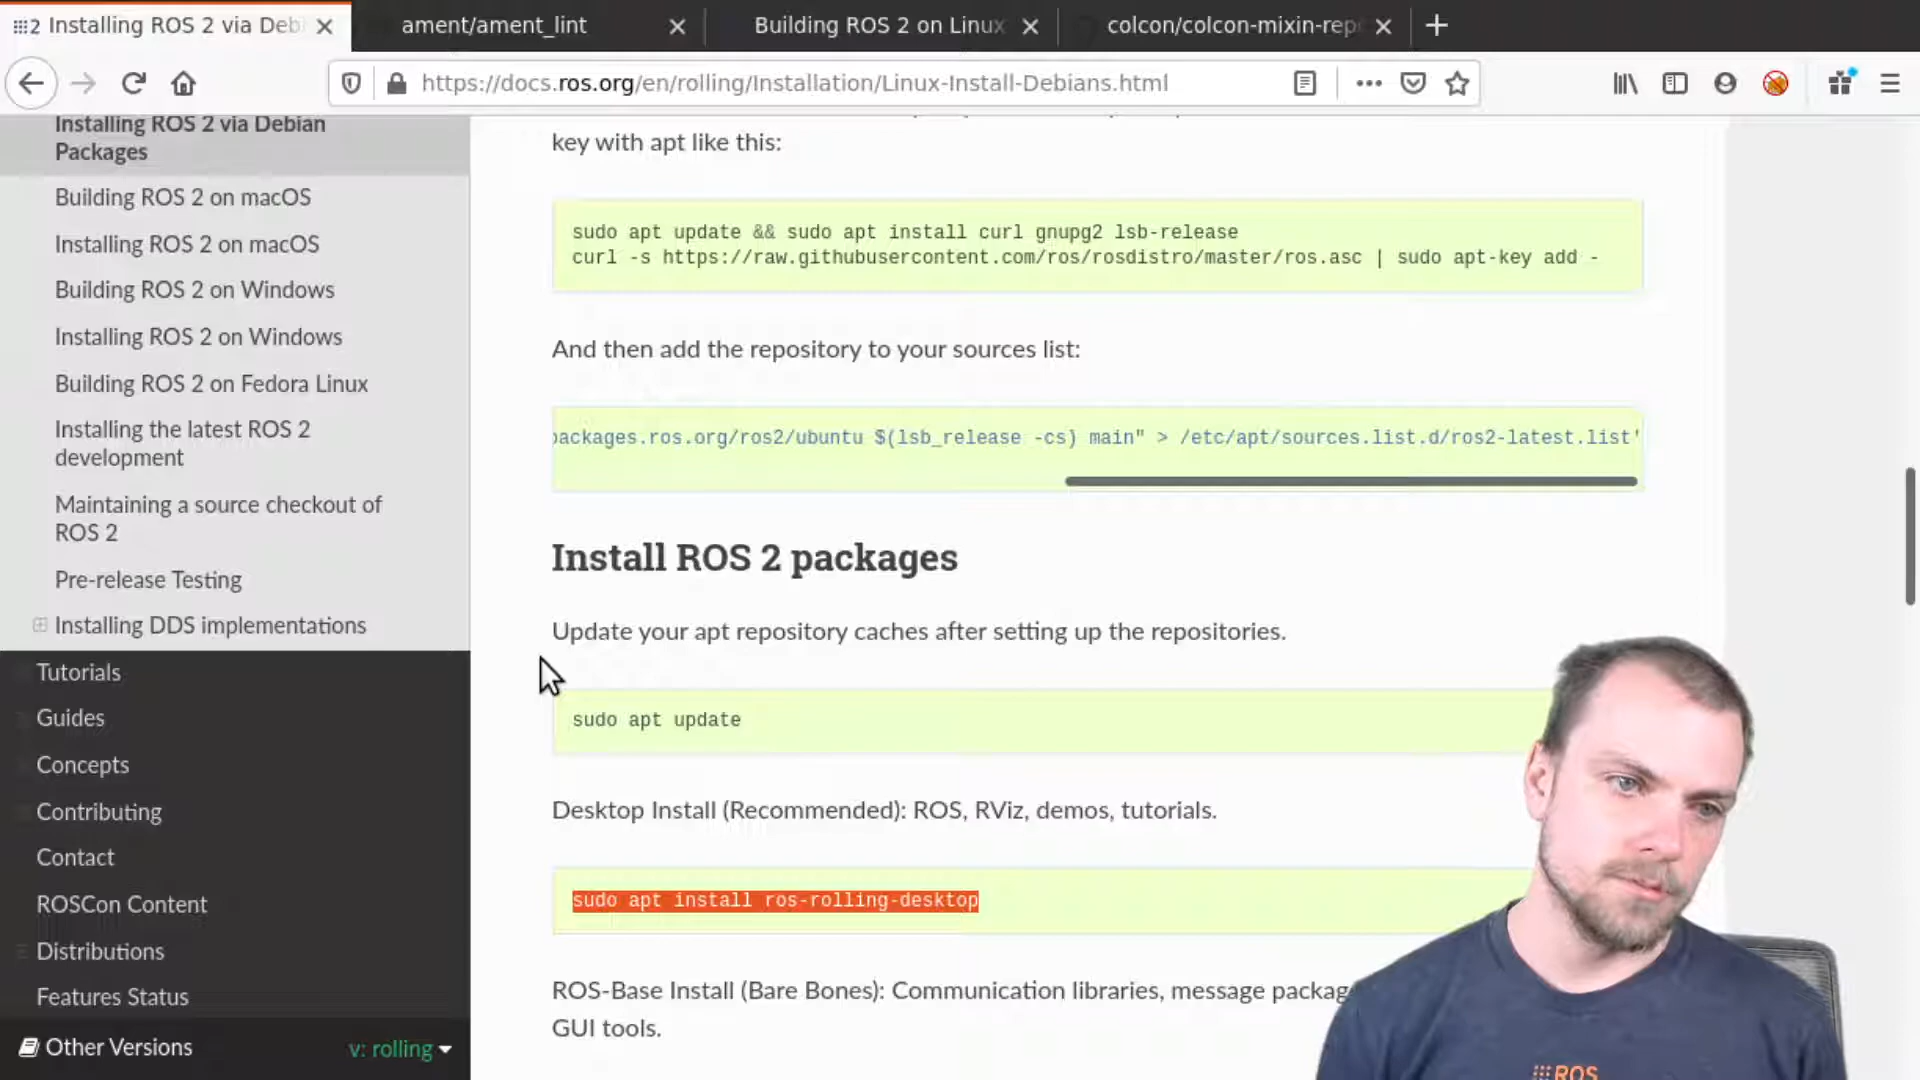 Installing ROS 2 via Deb
ament/ament_lint
Building ROS 2 on Linux
colcon/colcon-mixin-rep
https://docs.ros.org/en/rolling/Installation/Linux-Install-Debians.html
Installing ROS 2 via Debian
Packages
Building ROS 2 on macOS
Installing ROS 2 on macOS
Building ROS 2 on Windows
Installing ROS 2 on Windows
Building ROS 2 on Fedora Linux
Installing the latest ROS 2
development
Maintaining a source checkout of
ROS 2
Pre-release Testing
Installing DDS implementations
Tutorials
Guides
Concepts
Contributing
Contact
ROSCon Content
Distributions
Features Status
Other Versions
v: rolling
key with apt like this:
sudo apt update && sudo apt install curl gnupg2 lsb-release
curl -s https://raw.githubusercontent.com/ros/rosdistro/master/ros.asc | sudo apt-key add -
And then add the repository to your sources list:
packages.ros.org/ros2/ubuntu $(lsb_release -cs) main" > /etc/apt/sources.list.d/ros2-latest.list'
Install ROS 2 packages
Update your apt repository caches after setting up the repositories.
sudo apt update
Desktop Install (Recommended): ROS, RViz, demos, tutorials.
sudo apt install ros-rolling-desktop
ROS-Base Install (Bare Bones): Communication libraries, message packag
GUI tools.
ROS